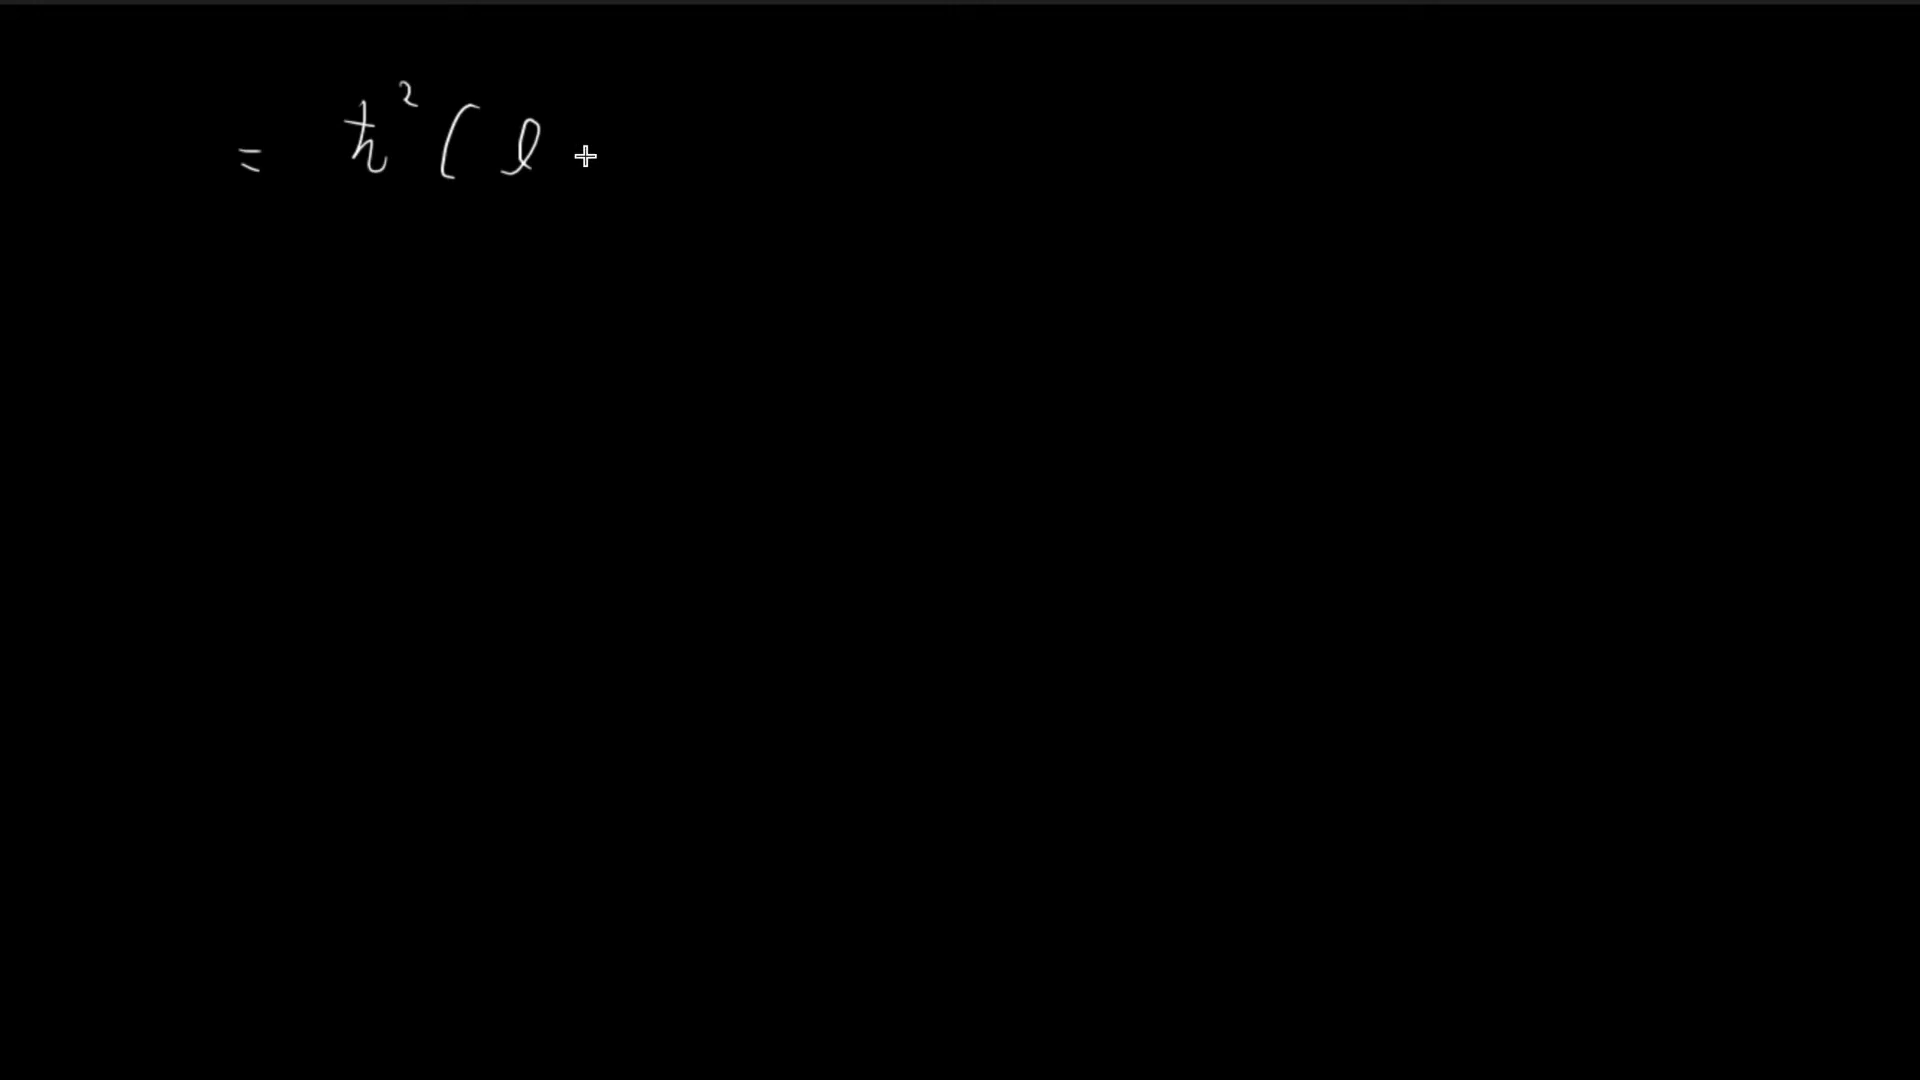 = ħ² ( l